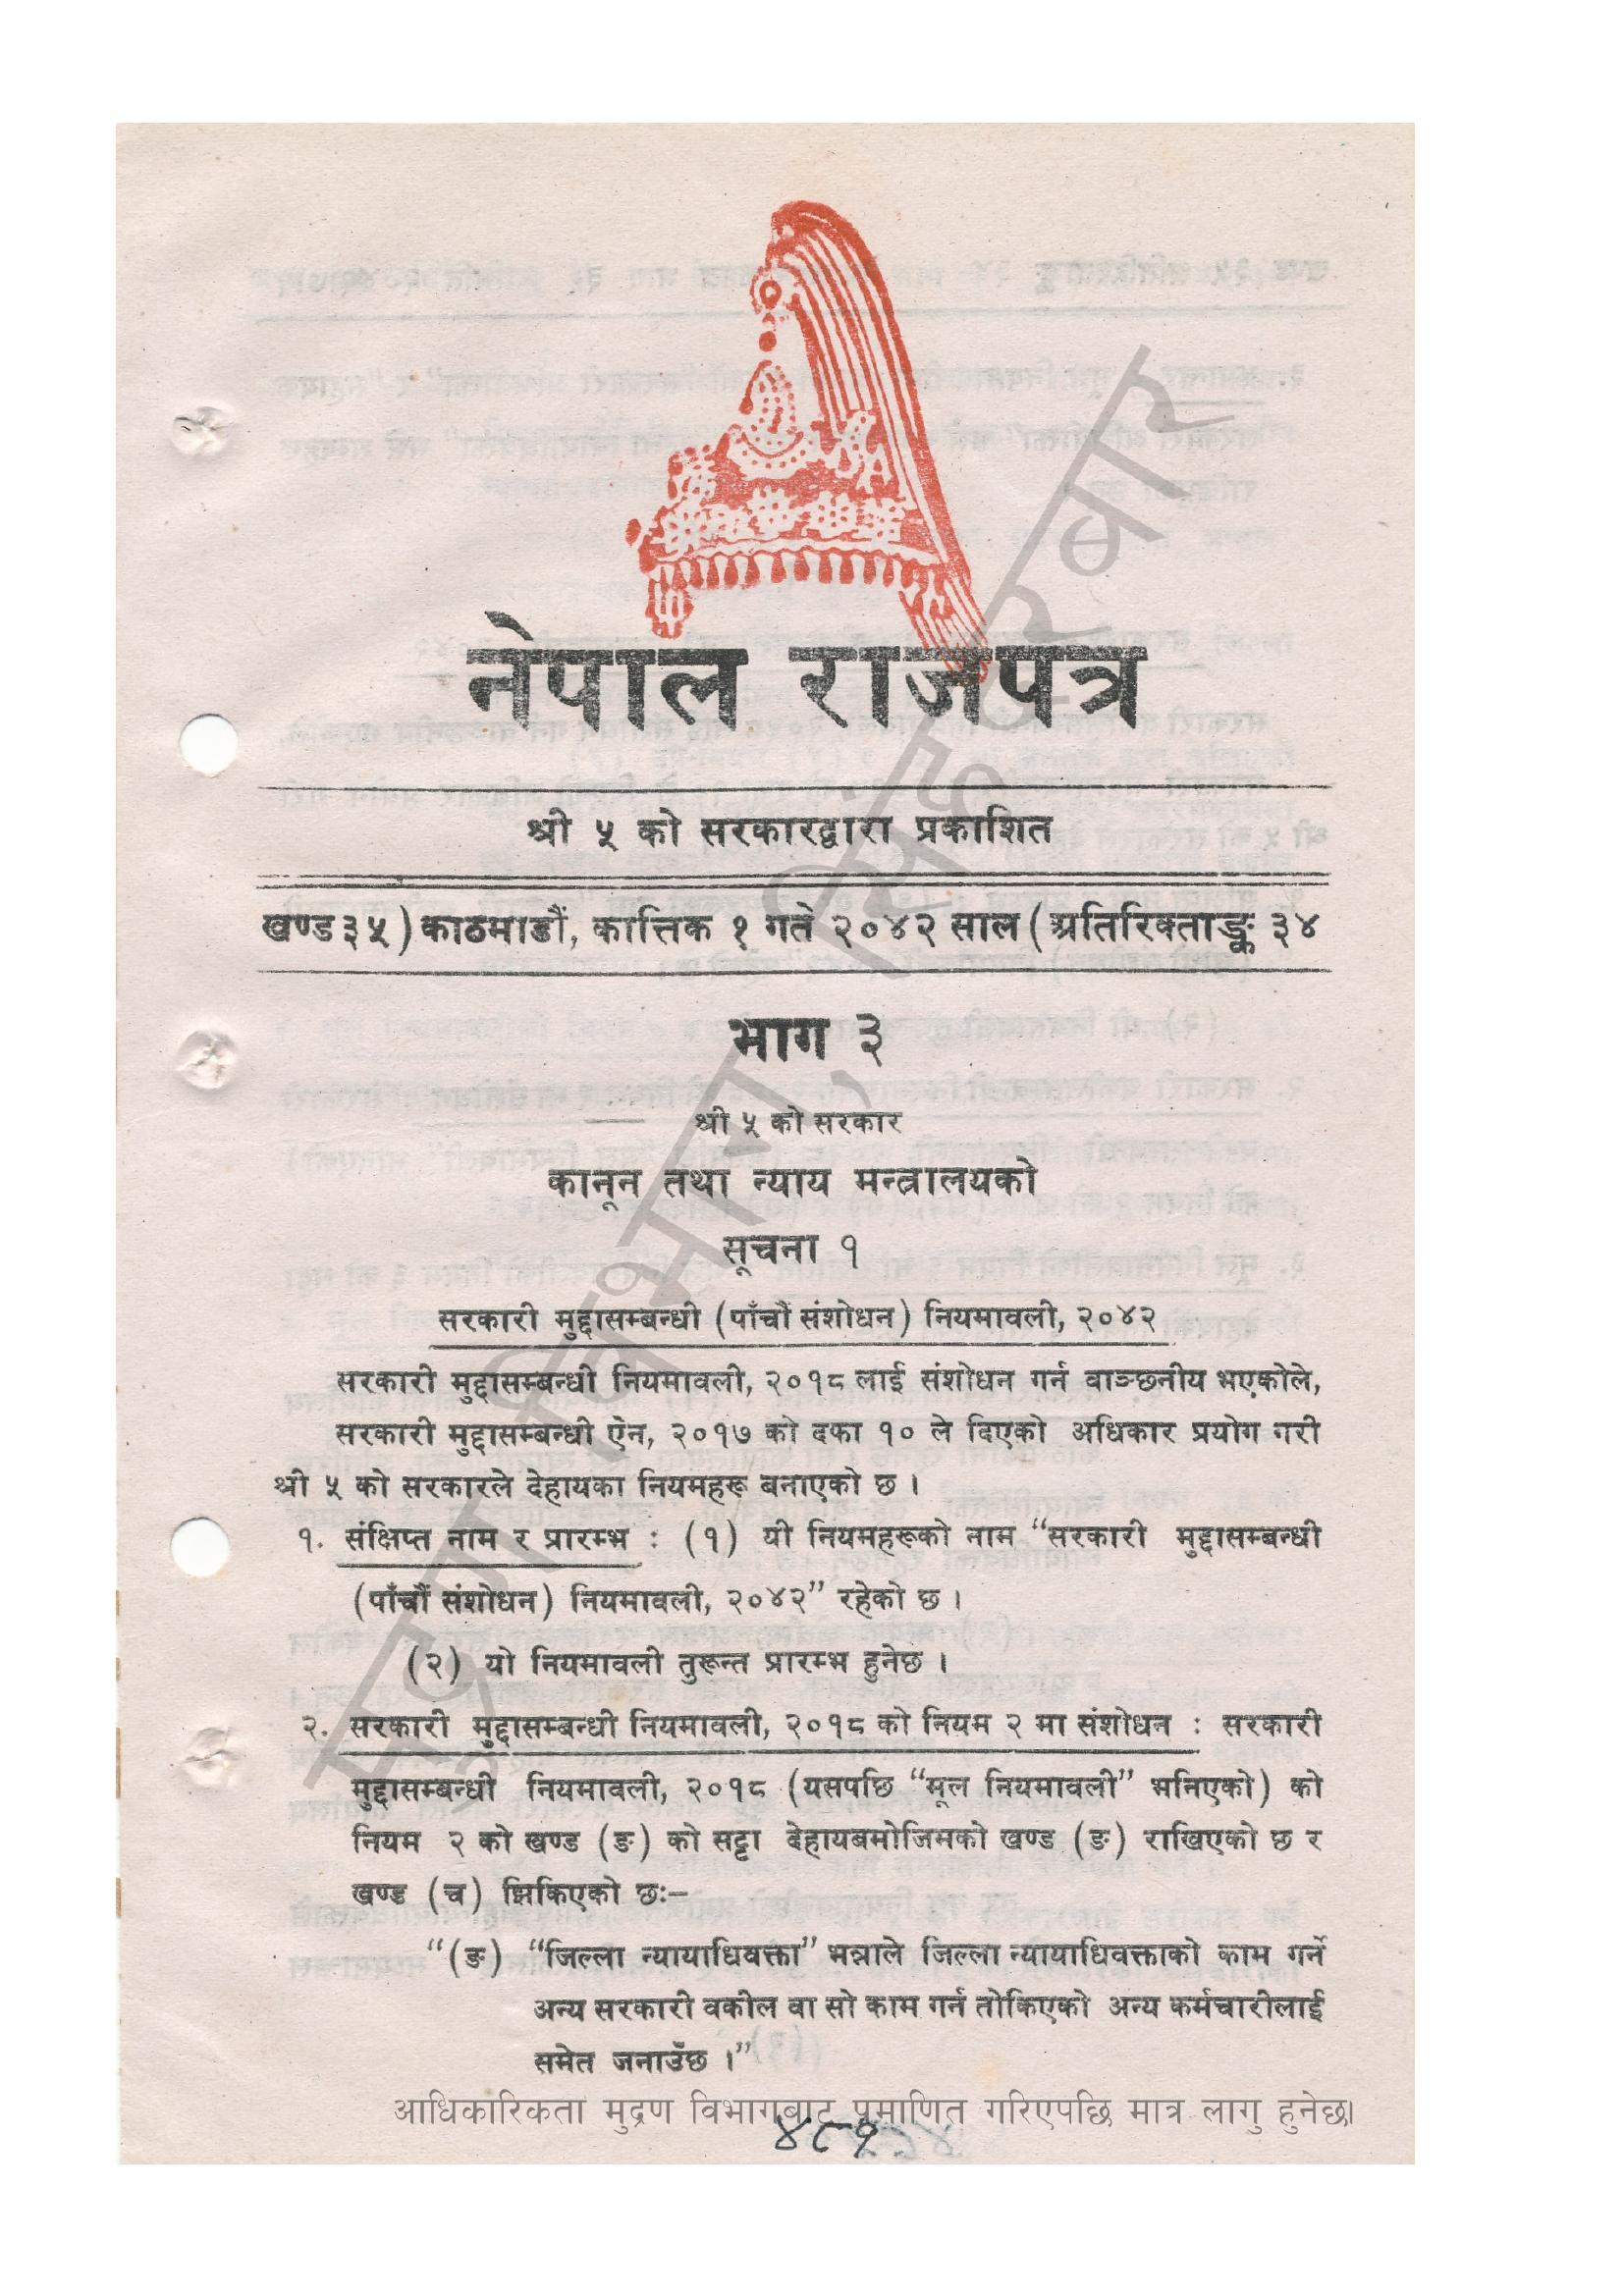 नेपाल राजपत्र
श्री ५ को सरकारद्वारा प्रकाशित
खण्ड ३५) काठमाडौं, कात्तिक १ गते २०४२ साल (अतिरिक्ताङ्क ३४
भाग ३
श्री ५ को सरकार
कानून तथा न्याय मन्त्रालयको
सूचना १
सरकारी मुद्दासम्बन्धी (पाँचौं संशोधन) नियमावली, २०४२
सरकारी मुद्दासम्बन्धी नियमावली, २०१८ लाई संशोधन गर्न वाञ्छनीय भएकोले,
सरकारी मुद्दासम्बन्धी ऐन, २०१७ को दफा १० ले दिएको अधिकार प्रयोग गरी
श्री ५ को सरकारले देहायका नियमहरू बनाएको छ ।
१. संक्षिप्त नाम र प्रारम्भ : (१) यी नियमहरूको नाम “सरकारी मुद्दासम्बन्धी
(पाँचौं संशोधन) नियमावली, २०४२” रहेको छ ।
(२) यो नियमावली तुरून्त प्रारम्भ हुनेछ ।
२. सरकारी मुद्दासम्बन्धी नियमावली, २०१८ को नियम २ मा संशोधन : सरकारी
मुद्दासम्बन्धी नियमावली, २०१८ (यसपछि “मूल नियमावली” भनिएको) को
नियम २ को खण्ड (ङ) को सट्टा देहायबमोजिमको खण्ड (ङ) राखिएको छ र
खण्ड (च) झिकिएको छः–
“(ङ) “जिल्ला न्यायाधिवक्ता” भन्नाले जिल्ला न्यायाधिवक्ताको काम गर्ने
अन्य सरकारी वकील वा सो काम गर्न तोकिएको अन्य कर्मचारीलाई
समेत जनाउँछ ।”
आधिकारिकता मुद्रण विभागबाट प्रमाणित गरिएपछि मात्र लागु हुनेछ।
४८१
मुद्रण विभाग, सिंहदरबार